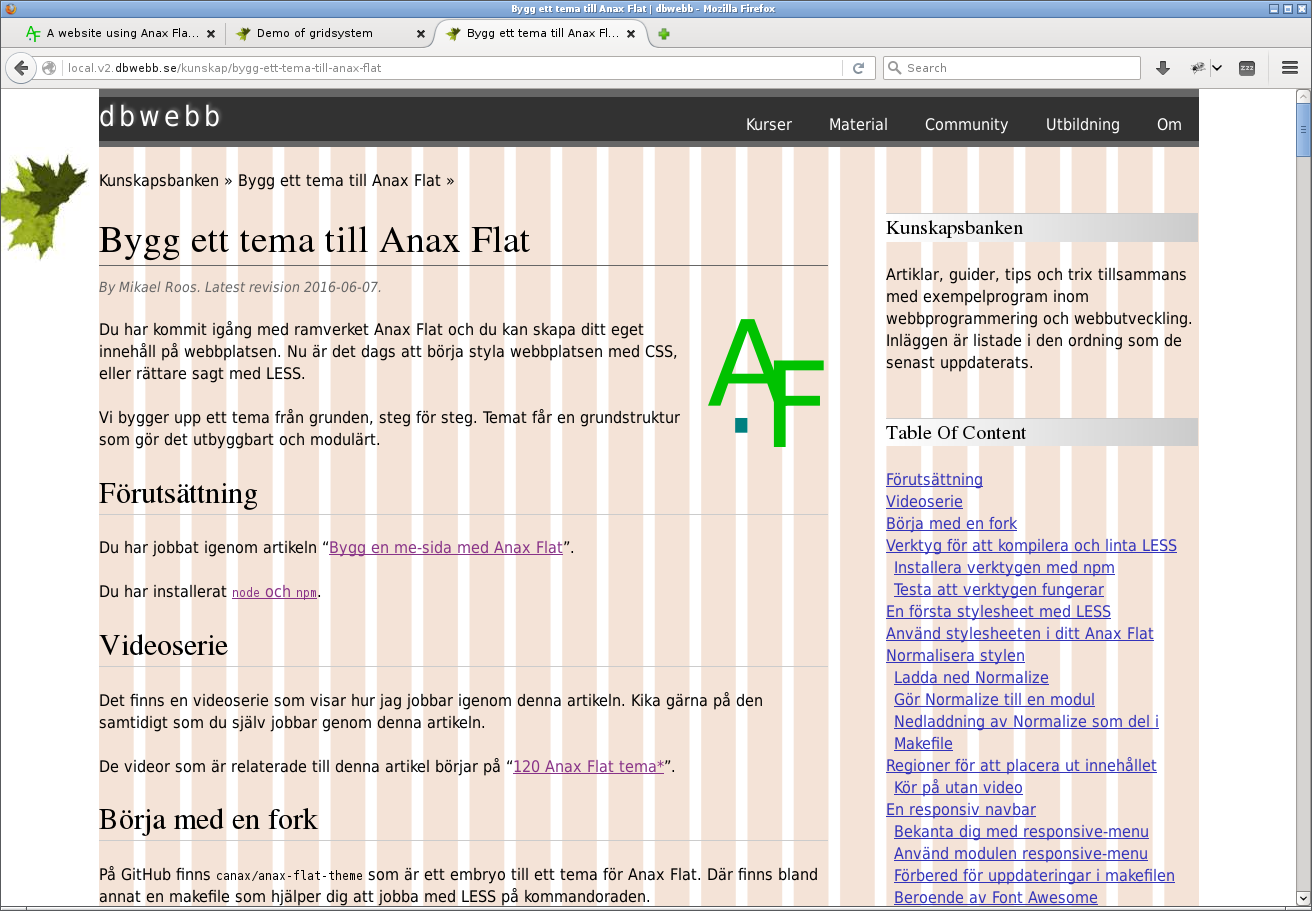 Bygg ett tema till Anax Flat | dbwebb - Mozilla Firefox
A website using Anax Fla...
Demo of gridsystem
Bygg ett tema till Anax Fl...
local.v2.dbwebb.se/kunskap/bygg-ett-tema-till-anax-flat
Search
zzz
dbwebb
Kurser Material Community Utbildning Om
Kunskapsbanken » Bygg ett tema till Anax Flat »
Bygg ett tema till Anax Flat
By Mikael Roos. Latest revision 2016-06-07.
Du har kommit igång med ramverket Anax Flat och du kan skapa ditt eget
innehåll på webbplatsen. Nu är det dags att börja styla webbplatsen med CSS,
eller rättare sagt med LESS.
AF
Vi bygger upp ett tema från grunden, steg för steg. Temat får en grundstruktur
som gör det utbyggbart och modulärt.
Förutsättning
Du har jobbat igenom artikeln “Bygg en me-sida med Anax Flat”.
Du har installerat node och npm.
Videoserie
Det finns en videoserie som visar hur jag jobbar igenom denna artikeln. Kika gärna på den
samtidigt som du själv jobbar genom denna artikeln.
De videor som är relaterade till denna artikel börjar på “120 Anax Flat tema*”.
Börja med en fork
På GitHub finns canax/anax-flat-theme som är ett embryo till ett tema för Anax Flat. Där finns bland
annat en makefile som hjälper dig att jobba med LESS på kommandoraden.
Kunskapsbanken
Artiklar, guider, tips och trix tillsammans
med exempelprogram inom
webbprogrammering och webbutveckling.
Inläggen är listade i den ordning som de
senast uppdaterats.
Table Of Content
Förutsättning
Videoserie
Börja med en fork
Verktyg för att kompilera och linta LESS
Installera verktygen med npm
Testa att verktygen fungerar
En första stylesheet med LESS
Använd stylesheeten i ditt Anax Flat
Normalisera stylen
Ladda ned Normalize
Gör Normalize till en modul
Nedladdning av Normalize som del i
Makefile
Regioner för att placera ut innehållet
Kör på utan video
En responsiv navbar
Bekanta dig med responsive-menu
Använd modulen responsive-menu
Förbered för uppdateringar i makefilen
Beroende av Font Awesome